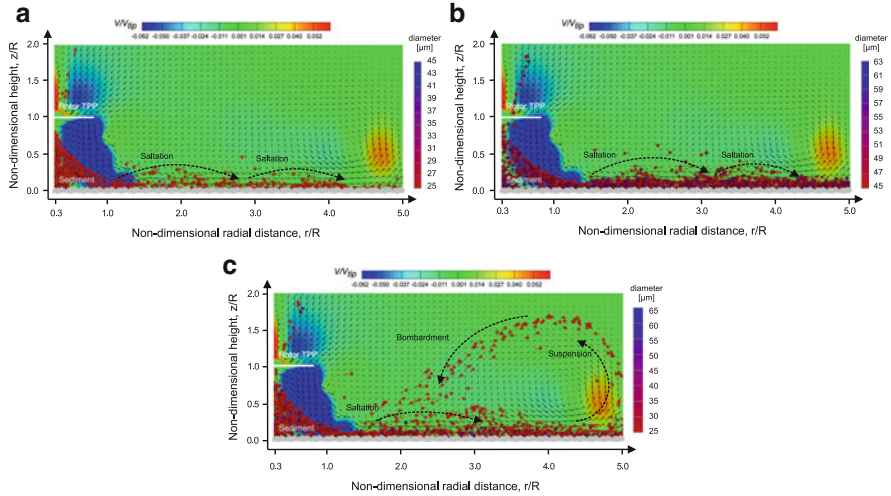 a
V/Vtip
-0.062 -0.050 -0.037 -0.024 -0.011 0.001 0.014 0.027 0.040 0.052
diameter
[µm]
Non-dimensional height, z/R
2.0
1.5
1.0
0.5
0.0
Rotor TPP
Sediment
Saltation
Saltation
45
43
41
39
37
35
33
31
29
27
25
0.3 1.0 2.0 3.0 4.0 5.0
Non-dimensional radial distance, r/R
b
V/Vtip
-0.062 -0.050 -0.037 -0.024 -0.011 0.001 0.014 0.027 0.040 0.052
diameter
[µm]
Non-dimensional height, z/R
2.0
1.5
1.0
0.5
0.0
Rotor TPP
Sediment
Saltation
Saltation
63
61
59
57
55
53
51
49
47
45
0.3 1.0 2.0 3.0 4.0 5.0
Non-dimensional radial distance, r/R
c
V/Vtip
-0.062 -0.050 -0.037 -0.024 -0.011 0.001 0.014 0.027 0.040 0.052
diameter
[µm]
Non-dimensional height, z/R
2.0
1.5
1.0
0.5
0.0
Bombardment
Suspension
Rotor TPP
Saltation
Sediment
65
60
55
50
45
40
35
30
25
0.3 1.0 2.0 3.0 4.0 5.0
Non-dimensional radial distance, r/R